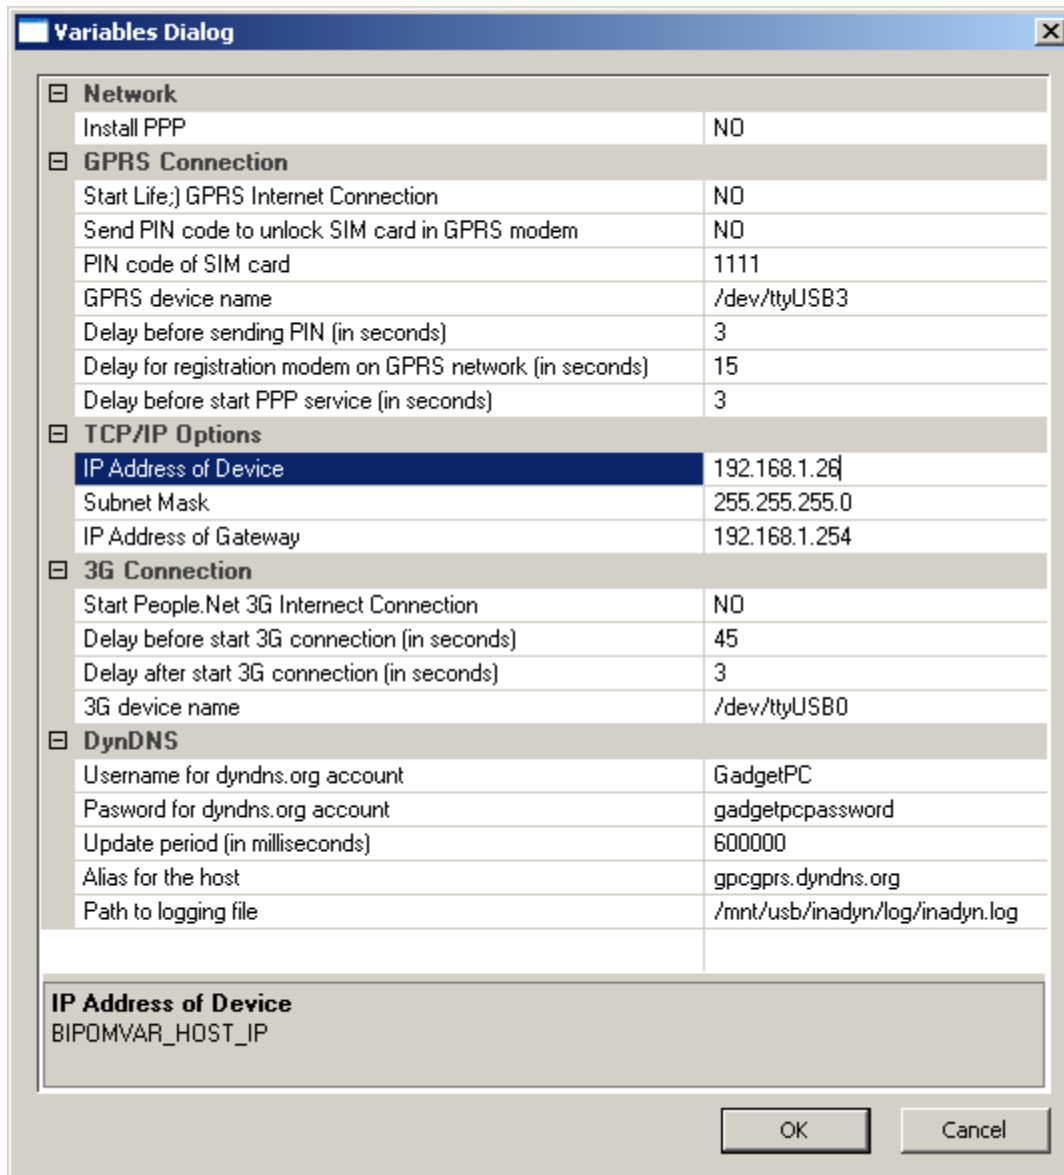 Variables Dialog
Network
Install PPP NO
GPRS Connection
Start Life;) GPRS Internet Connection NO
Send PIN code to unlock SIM card in GPRS modem NO
PIN code of SIM card 1111
GPRS device name /dev/ttyUSB3
Delay before sending PIN (in seconds) 3
Delay for registration modem on GPRS network (in seconds) 15
Delay before start PPP service (in seconds) 3
TCP/IP Options
IP Address of Device 192.168.1.26
Subnet Mask 255.255.255.0
IP Address of Gateway 192.168.1.254
3G Connection
Start People.Net 3G Internect Connection NO
Delay before start 3G connection (in seconds) 45
Delay after start 3G connection (in seconds) 3
3G device name /dev/ttyUSB0
DynDNS
Username for dyndns.org account GadgetPC
Pasword for dyndns.org account gadgetpcpassword
Update period (in milliseconds) 600000
Alias for the host gpcgprs.dyndns.org
Path to logging file /mnt/usb/inadyn/log/inadyn.log
IP Address of Device
BIPOMVAR_HOST_IP
OK Cancel